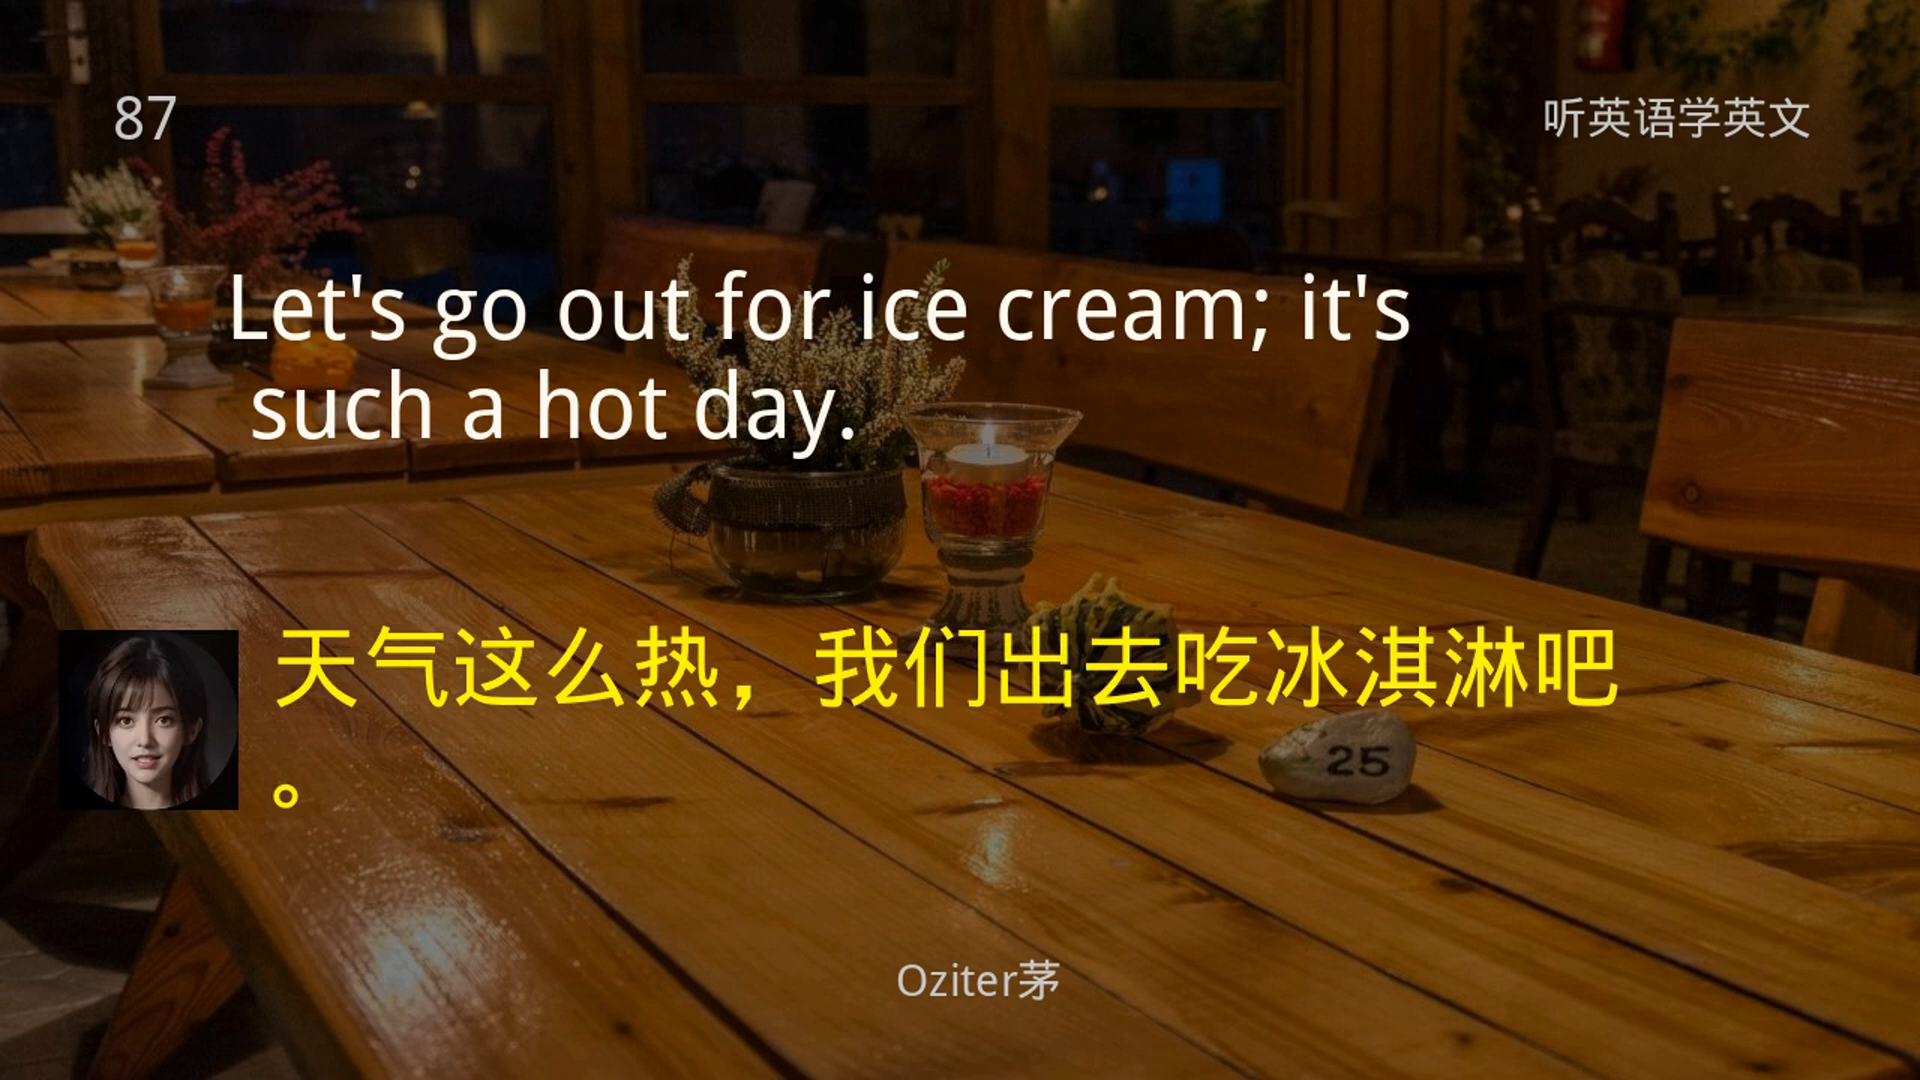 87
听英语学英文
Let's go out for ice cream; it's
such a hot day.
天气这么热，我们出去吃冰淇淋吧
。
25
Oziter茅